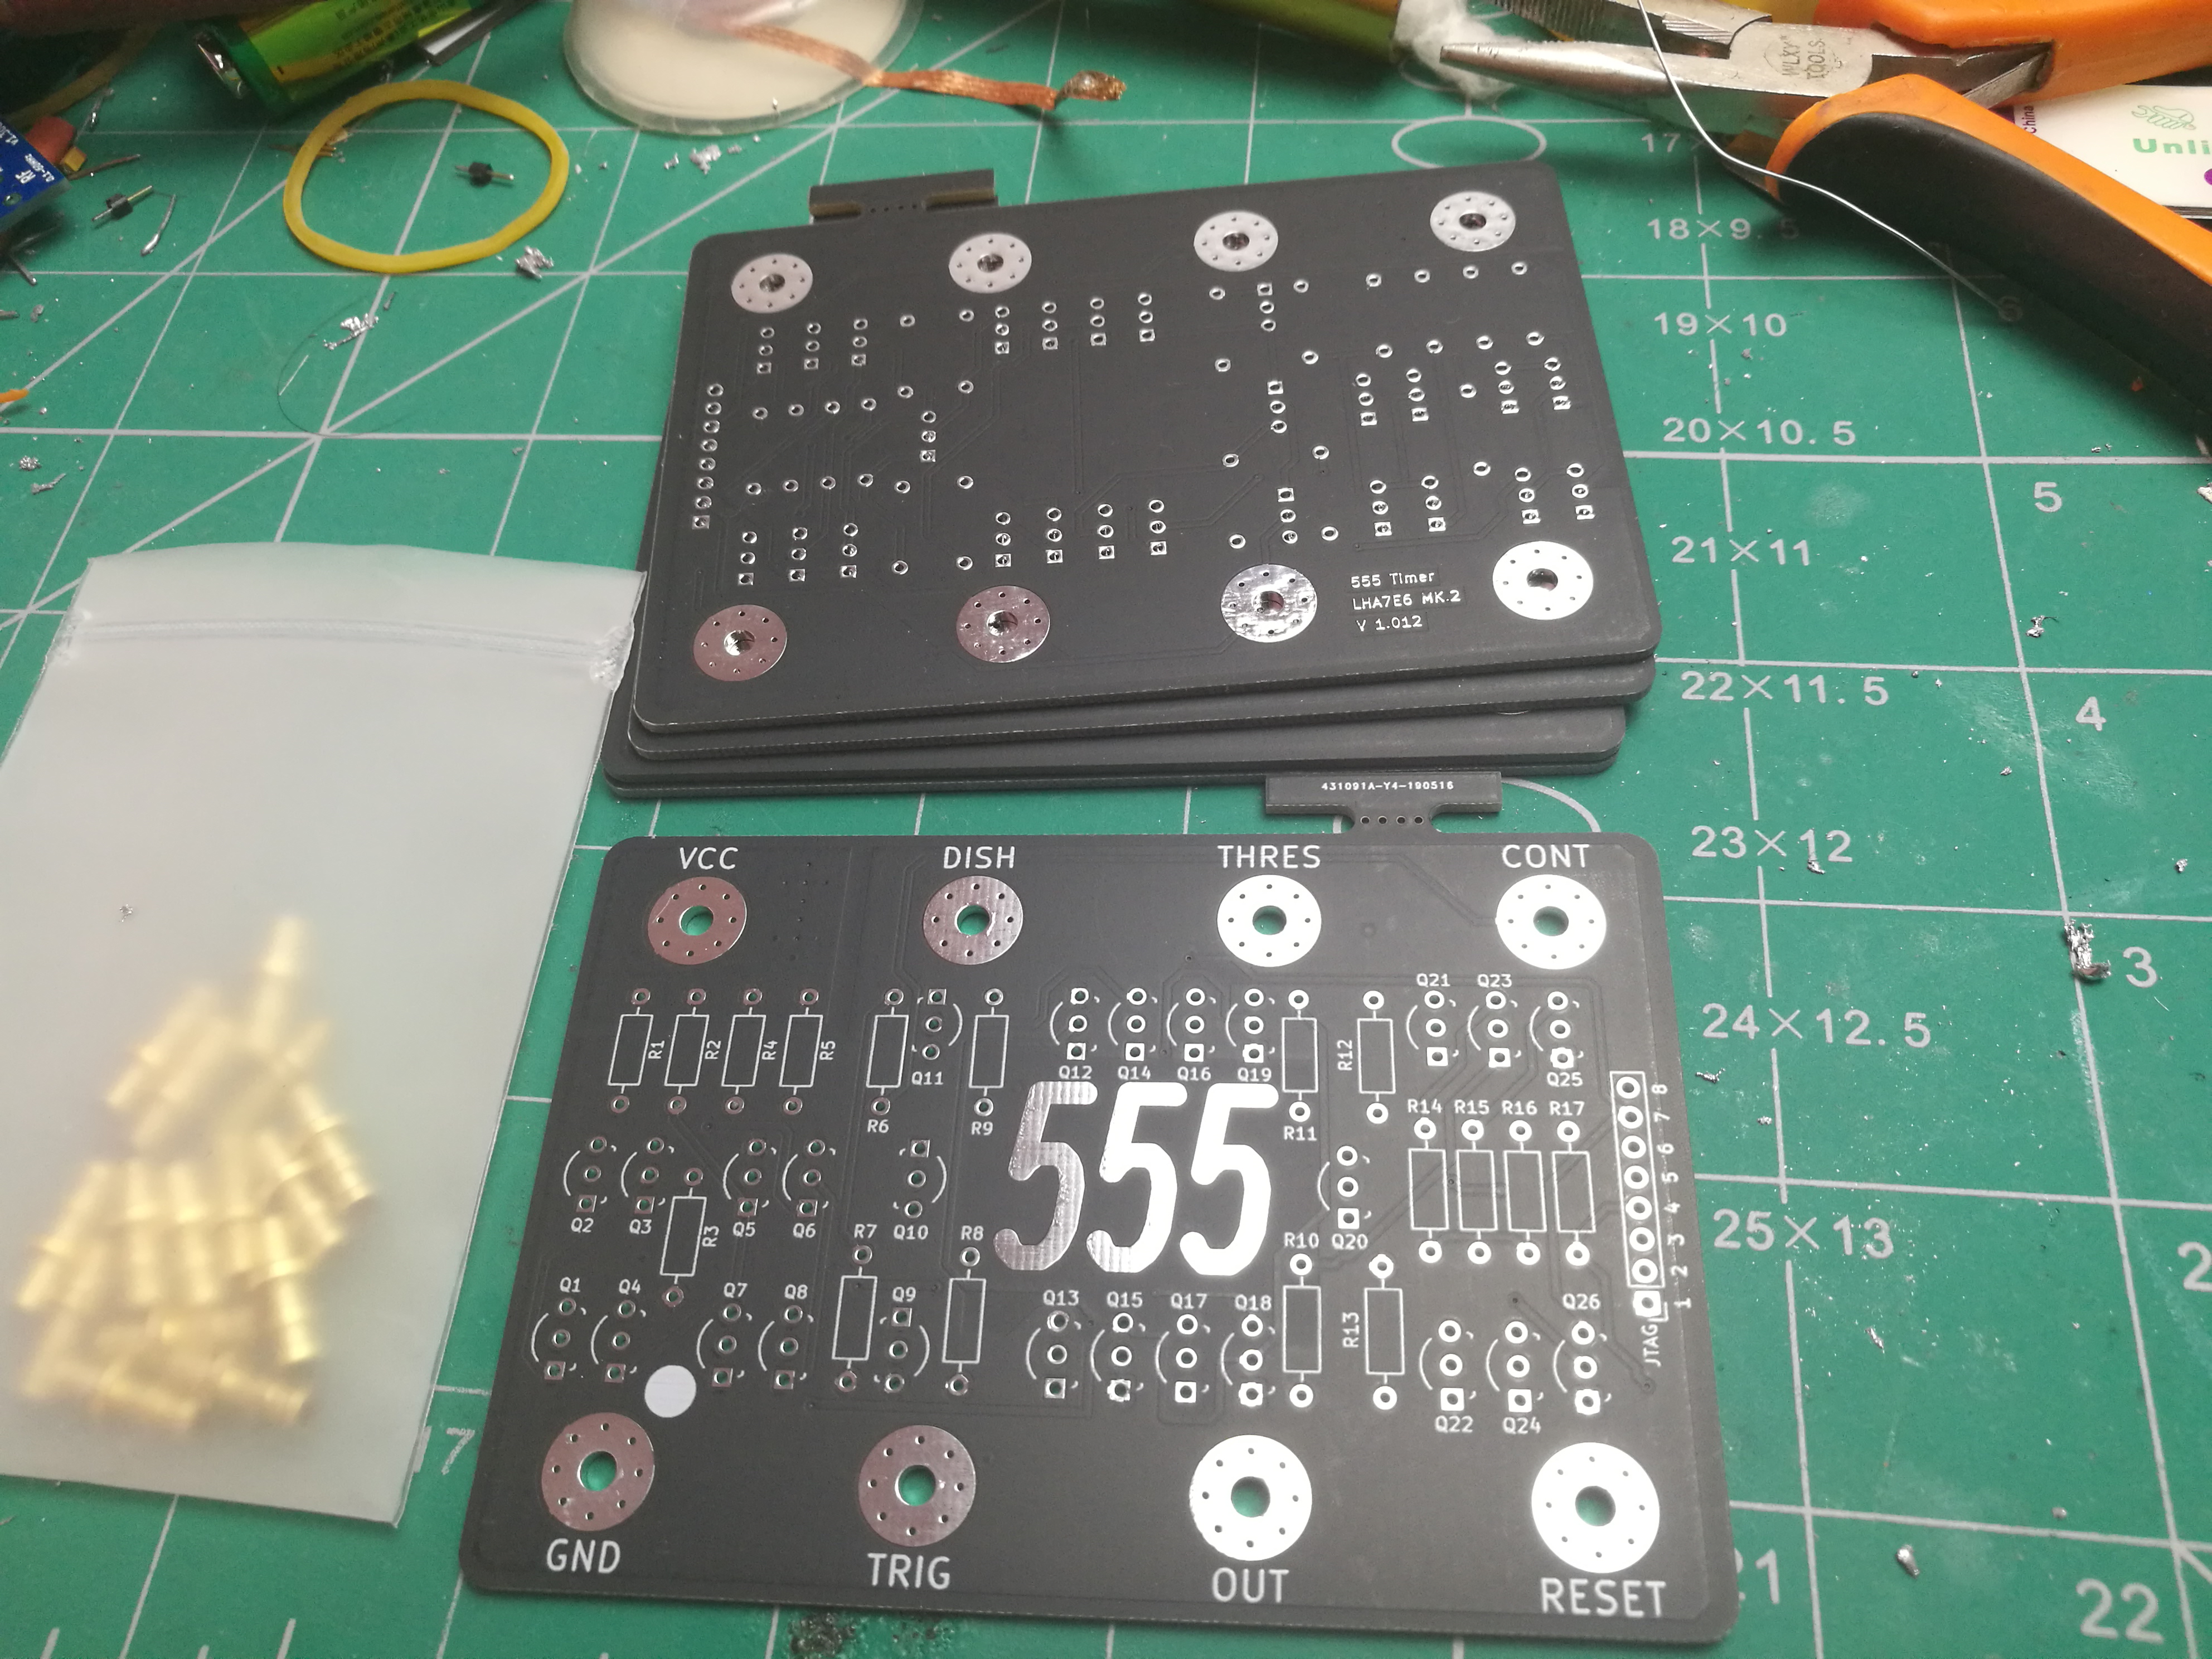 WLXY
TOOLS
China
Unli
17
18×9.5
6
19×10
20×10.5
5
21×11
555 Timer
LHA7E6 MK.2
V 1.012
22×11.5
4
431091A-Y4-190516
23×12
VCC DISH THRES CONT
3
24×12.5
Q21 Q23
R1 R2 R4 R5 Q11 Q12 Q14 Q16 Q19 R12 Q25
R6 R9 R11 R14 R15 R16 R17
8
7
6
5
4
3
2
1
JTAG
555
Q2 Q3 R3 Q5 Q6 Q10 Q20
25×13
2
R7 R8 R10
Q1 Q4 Q7 Q8 Q9 Q13 Q15 Q17 Q18 R13 Q26
Q22 Q24
17
GND TRIG OUT RESET
21
22